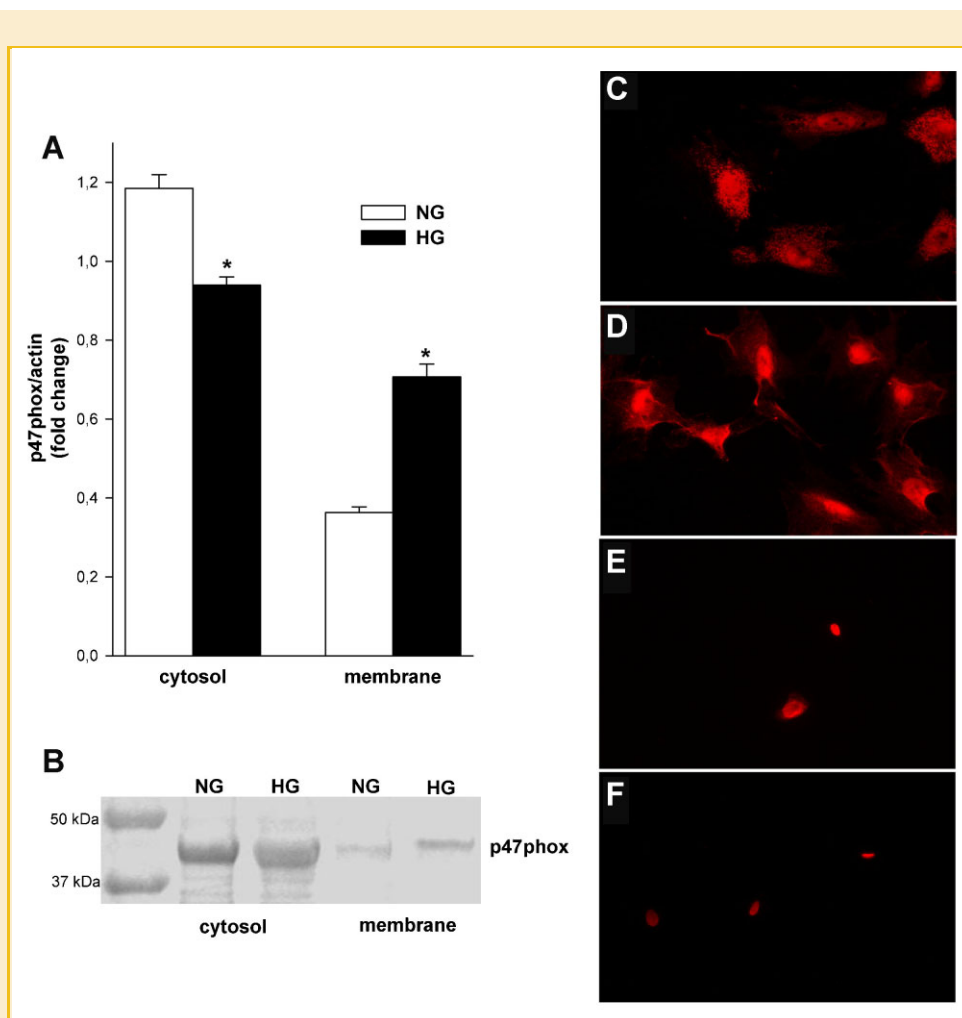 A
1,2
1,0
0,8
0,6
0,4
0,2
0,0
p47phox/actin
(fold change)
NG
HG
*
*
cytosol membrane
B
NG HG NG HG
50 kDa
37 kDa
p47phox
cytosol membrane
C
D
E
F